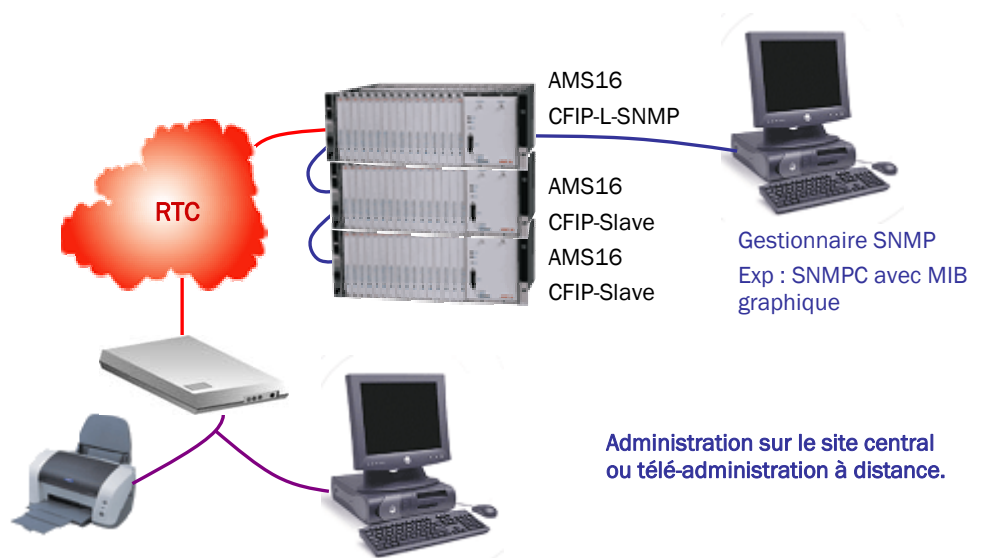 AMS16
CFIP-L-SNMP
AMS16
CFIP-Slave
AMS16
CFIP-Slave
RTC
Gestionnaire SNMP
Exp : SNMPC avec MIB
graphique
Administration sur le site central
ou télé-administration à distance.